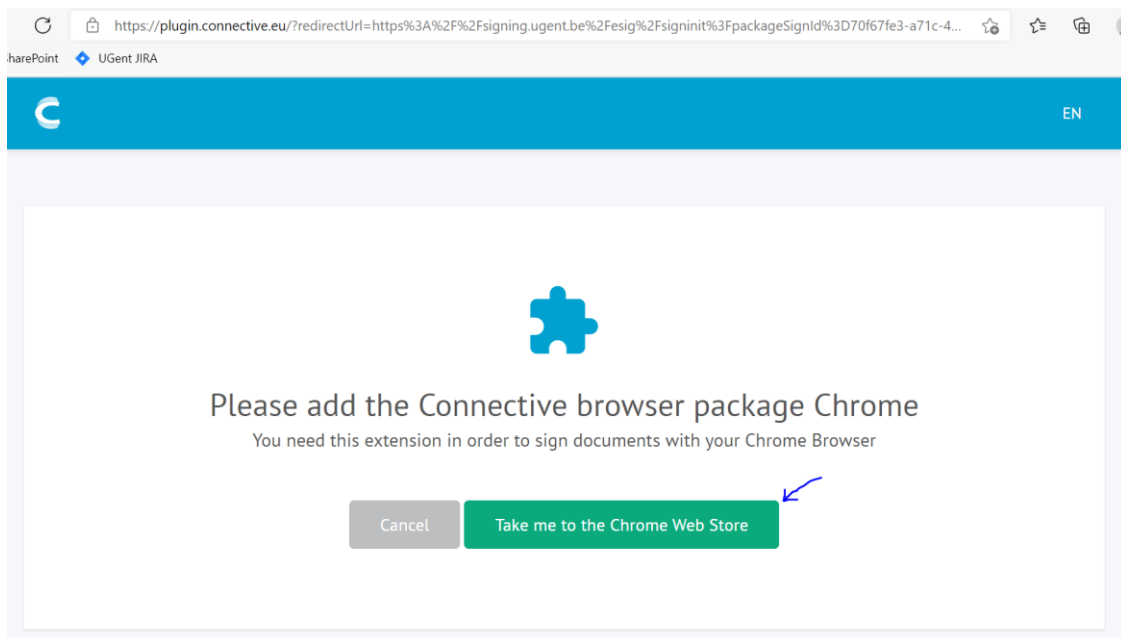 https://plugin.connective.eu/?redirectUrl=https%3A%2F%2Fsigning.ugent.be%2Fesig%2Fsigninit%3FpackageSignId%3D70f67fe3-a71c-4...
harePoint UGent JIRA
EN
Please add the Connective browser package Chrome
You need this extension in order to sign documents with your Chrome Browser
Cancel Take me to the Chrome Web Store